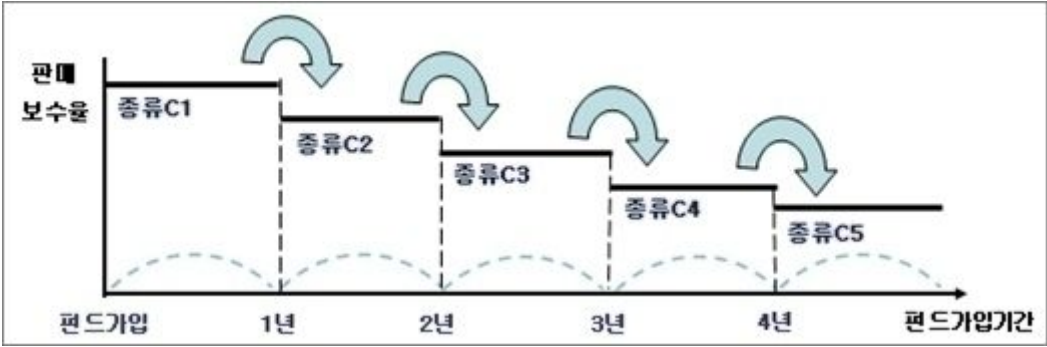 판매
보수율
종류C1
종류C2
종류C3
종류C4
종류C5
펀드가입
1년
2년
3년
4년
펀드가입기간